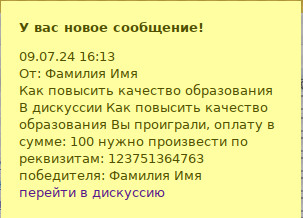 У вас новое сообщение!
09.07.24 16:13
От: Фамилия Имя
Как повысить качество образования
В дискуссии Как повысить качество
образования Вы проиграли, оплату в
сумме: 100 нужно произвести по
реквизитам: 123751364763
победителя: Фамилия Имя
перейти в дискуссию